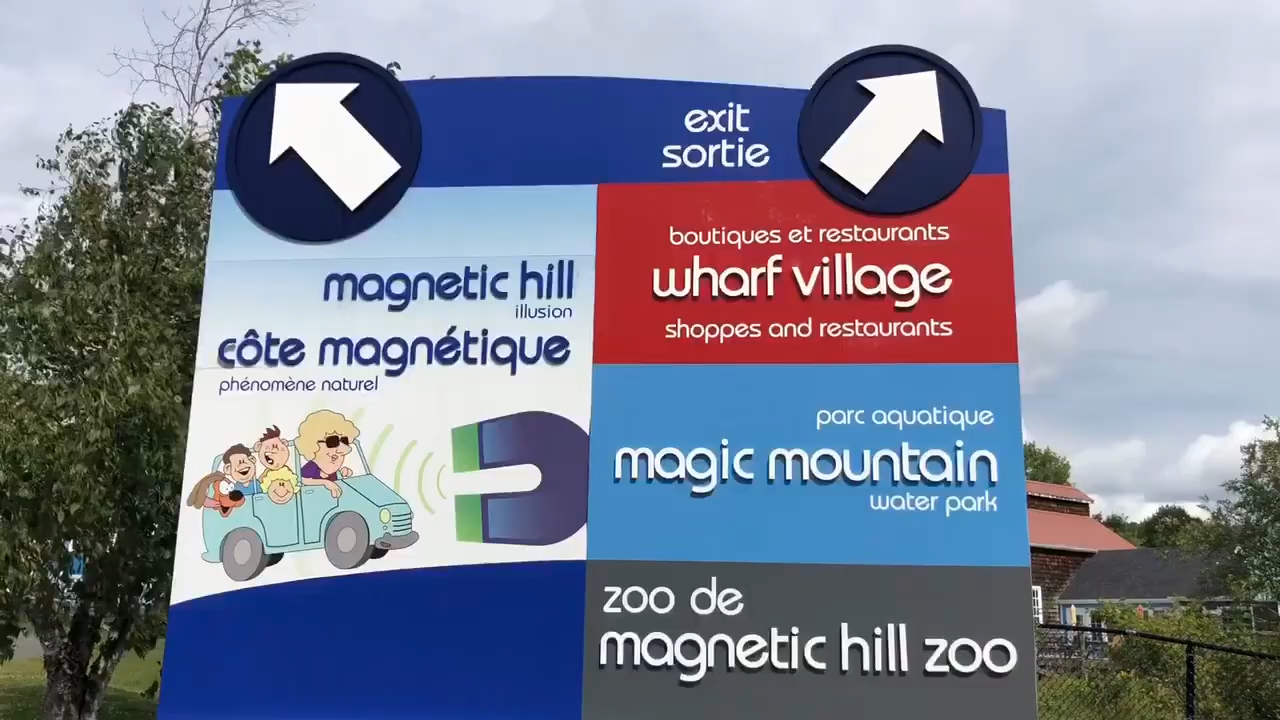 exit
sortie
magnetic hill
illusion
côte magnétique
phénomène naturel
boutiques et restaurants
wharf village
shoppes and restaurants
parc aquatique
magic mountain
water park
zoo de
magnetic hill zoo